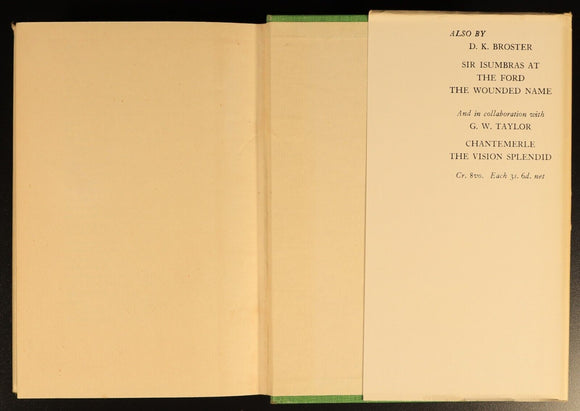 ALSO BY
D. K. BROSTER
SIR ISUMBRAS AT
THE FORD
THE WOUNDED NAME
And in collaboration with
G. W. TAYLOR
CHANTEMERLE
THE VISION SPLENDID
Cr. 8vo. Each 3s. 6d. net